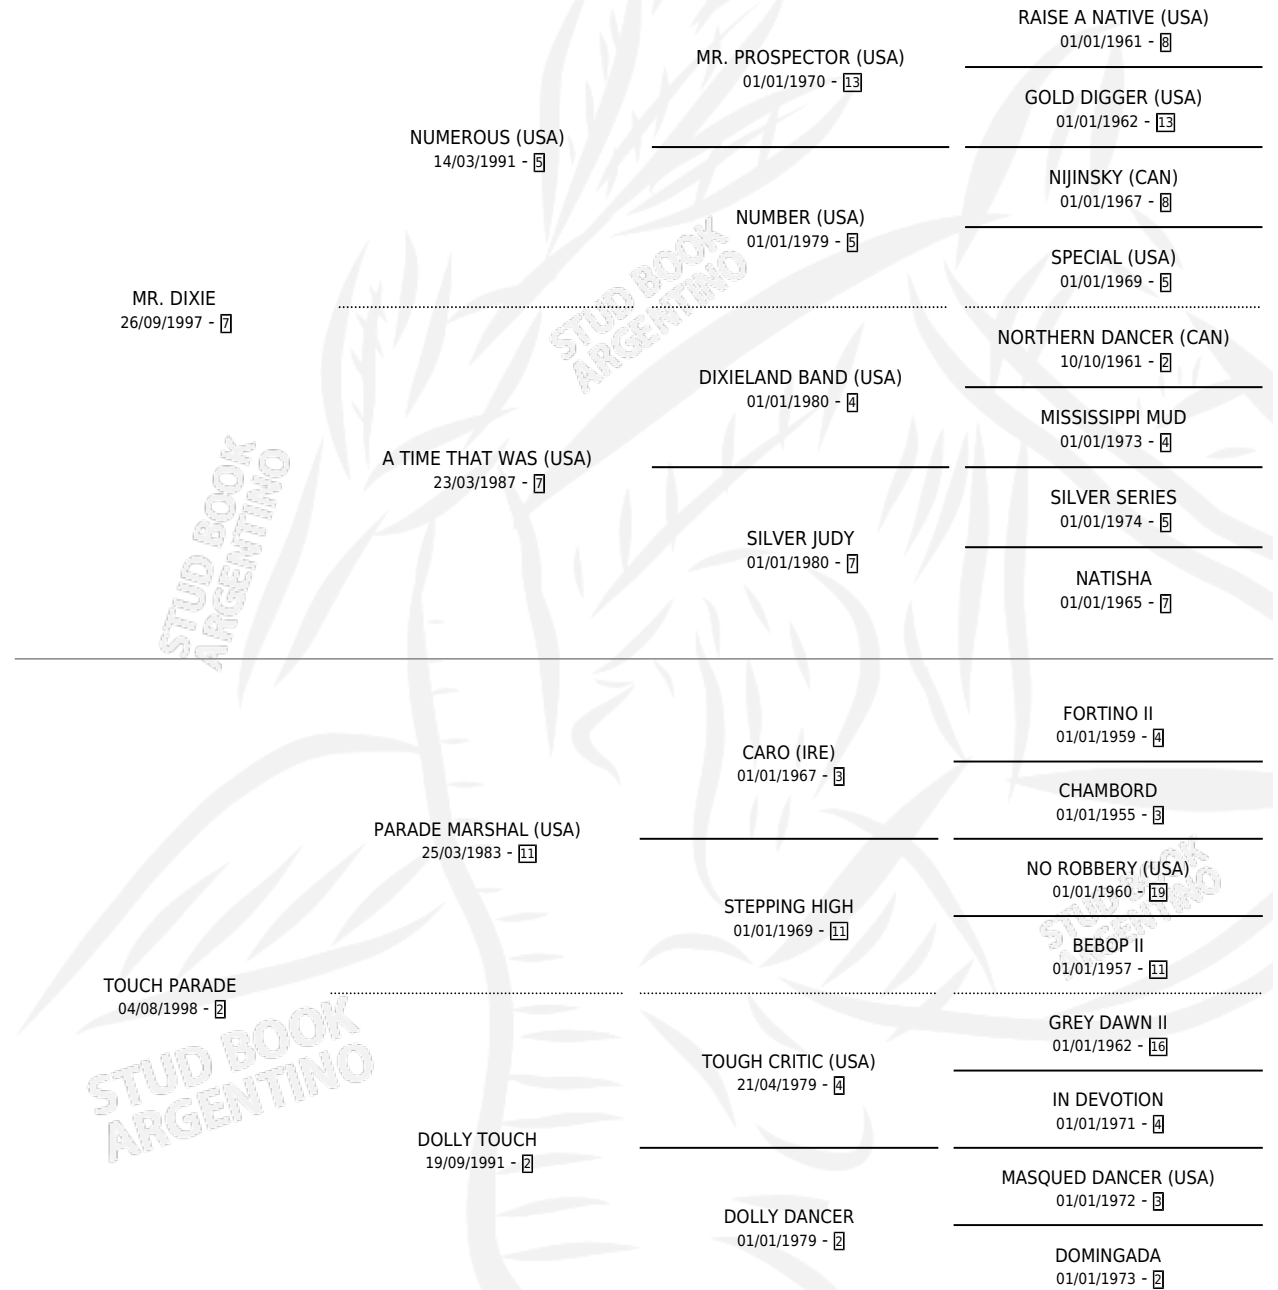 RAISE A NATIVE (USA)
01/01/1961 - 8
MR. PROSPECTOR (USA)
01/01/1970 - 13
GOLD DIGGER (USA)
01/01/1962 - 13
NUMEROUS (USA)
14/03/1991 - 5
NIJINSKY (CAN)
01/01/1967 - 8
NUMBER (USA)
01/01/1979 - 5
SPECIAL (USA)
01/01/1969 - 5
MR. DIXIE
26/09/1997 - 7
NORTHERN DANCER (CAN)
10/10/1961 - 2
DIXIELAND BAND (USA)
01/01/1980 - 4
MISSISSIPPI MUD
01/01/1973 - 4
A TIME THAT WAS (USA)
23/03/1987 - 7
SILVER SERIES
01/01/1974 - 5
SILVER JUDY
01/01/1980 - 7
NATISHA
01/01/1965 - 7
FORTINO II
01/01/1959 - 4
CARO (IRE)
01/01/1967 - 3
CHAMBORD
01/01/1955 - 3
PARADE MARSHAL (USA)
25/03/1983 - 11
NO ROBBERY (USA)
01/01/1960 - 19
STEPPING HIGH
01/01/1969 - 11
BEBOP II
01/01/1957 - 11
TOUCH PARADE
04/08/1998 - 2
GREY DAWN II
01/01/1962 - 16
TOUGH CRITIC (USA)
21/04/1979 - 4
IN DEVOTION
01/01/1971 - 4
DOLLY TOUCH
19/09/1991 - 2
MASQUED DANCER (USA)
01/01/1972 - 3
DOLLY DANCER
01/01/1979 - 2
DOMINGADA
01/01/1973 - 2
STUD BOOK
ARGENTINO
STUD BOOK
ARGENTINO
STUD BOOK
ARGENTINO
STUD BOOK
ARGENTINO